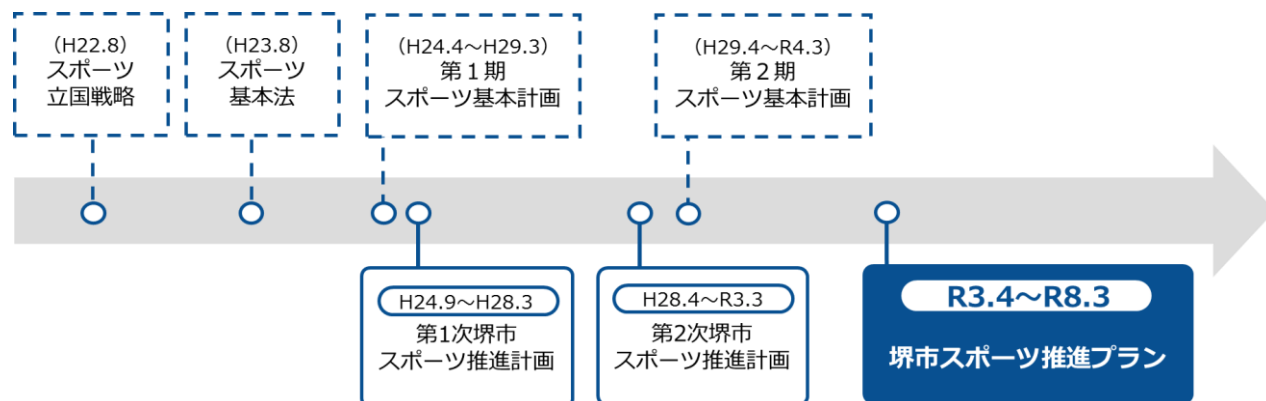 （H22.8）
スポーツ
立国戦略
（H23.8）
スポーツ
基本法
（H24.4～H29.3）
第１期
スポーツ基本計画
（H29.4～R4.3）
第２期
スポーツ基本計画
H24.9～H28.3
第1次堺市
スポーツ推進計画
H28.4～R3.3
第2次堺市
スポーツ推進計画
R3.4～R8.3
堺市スポーツ推進プラン